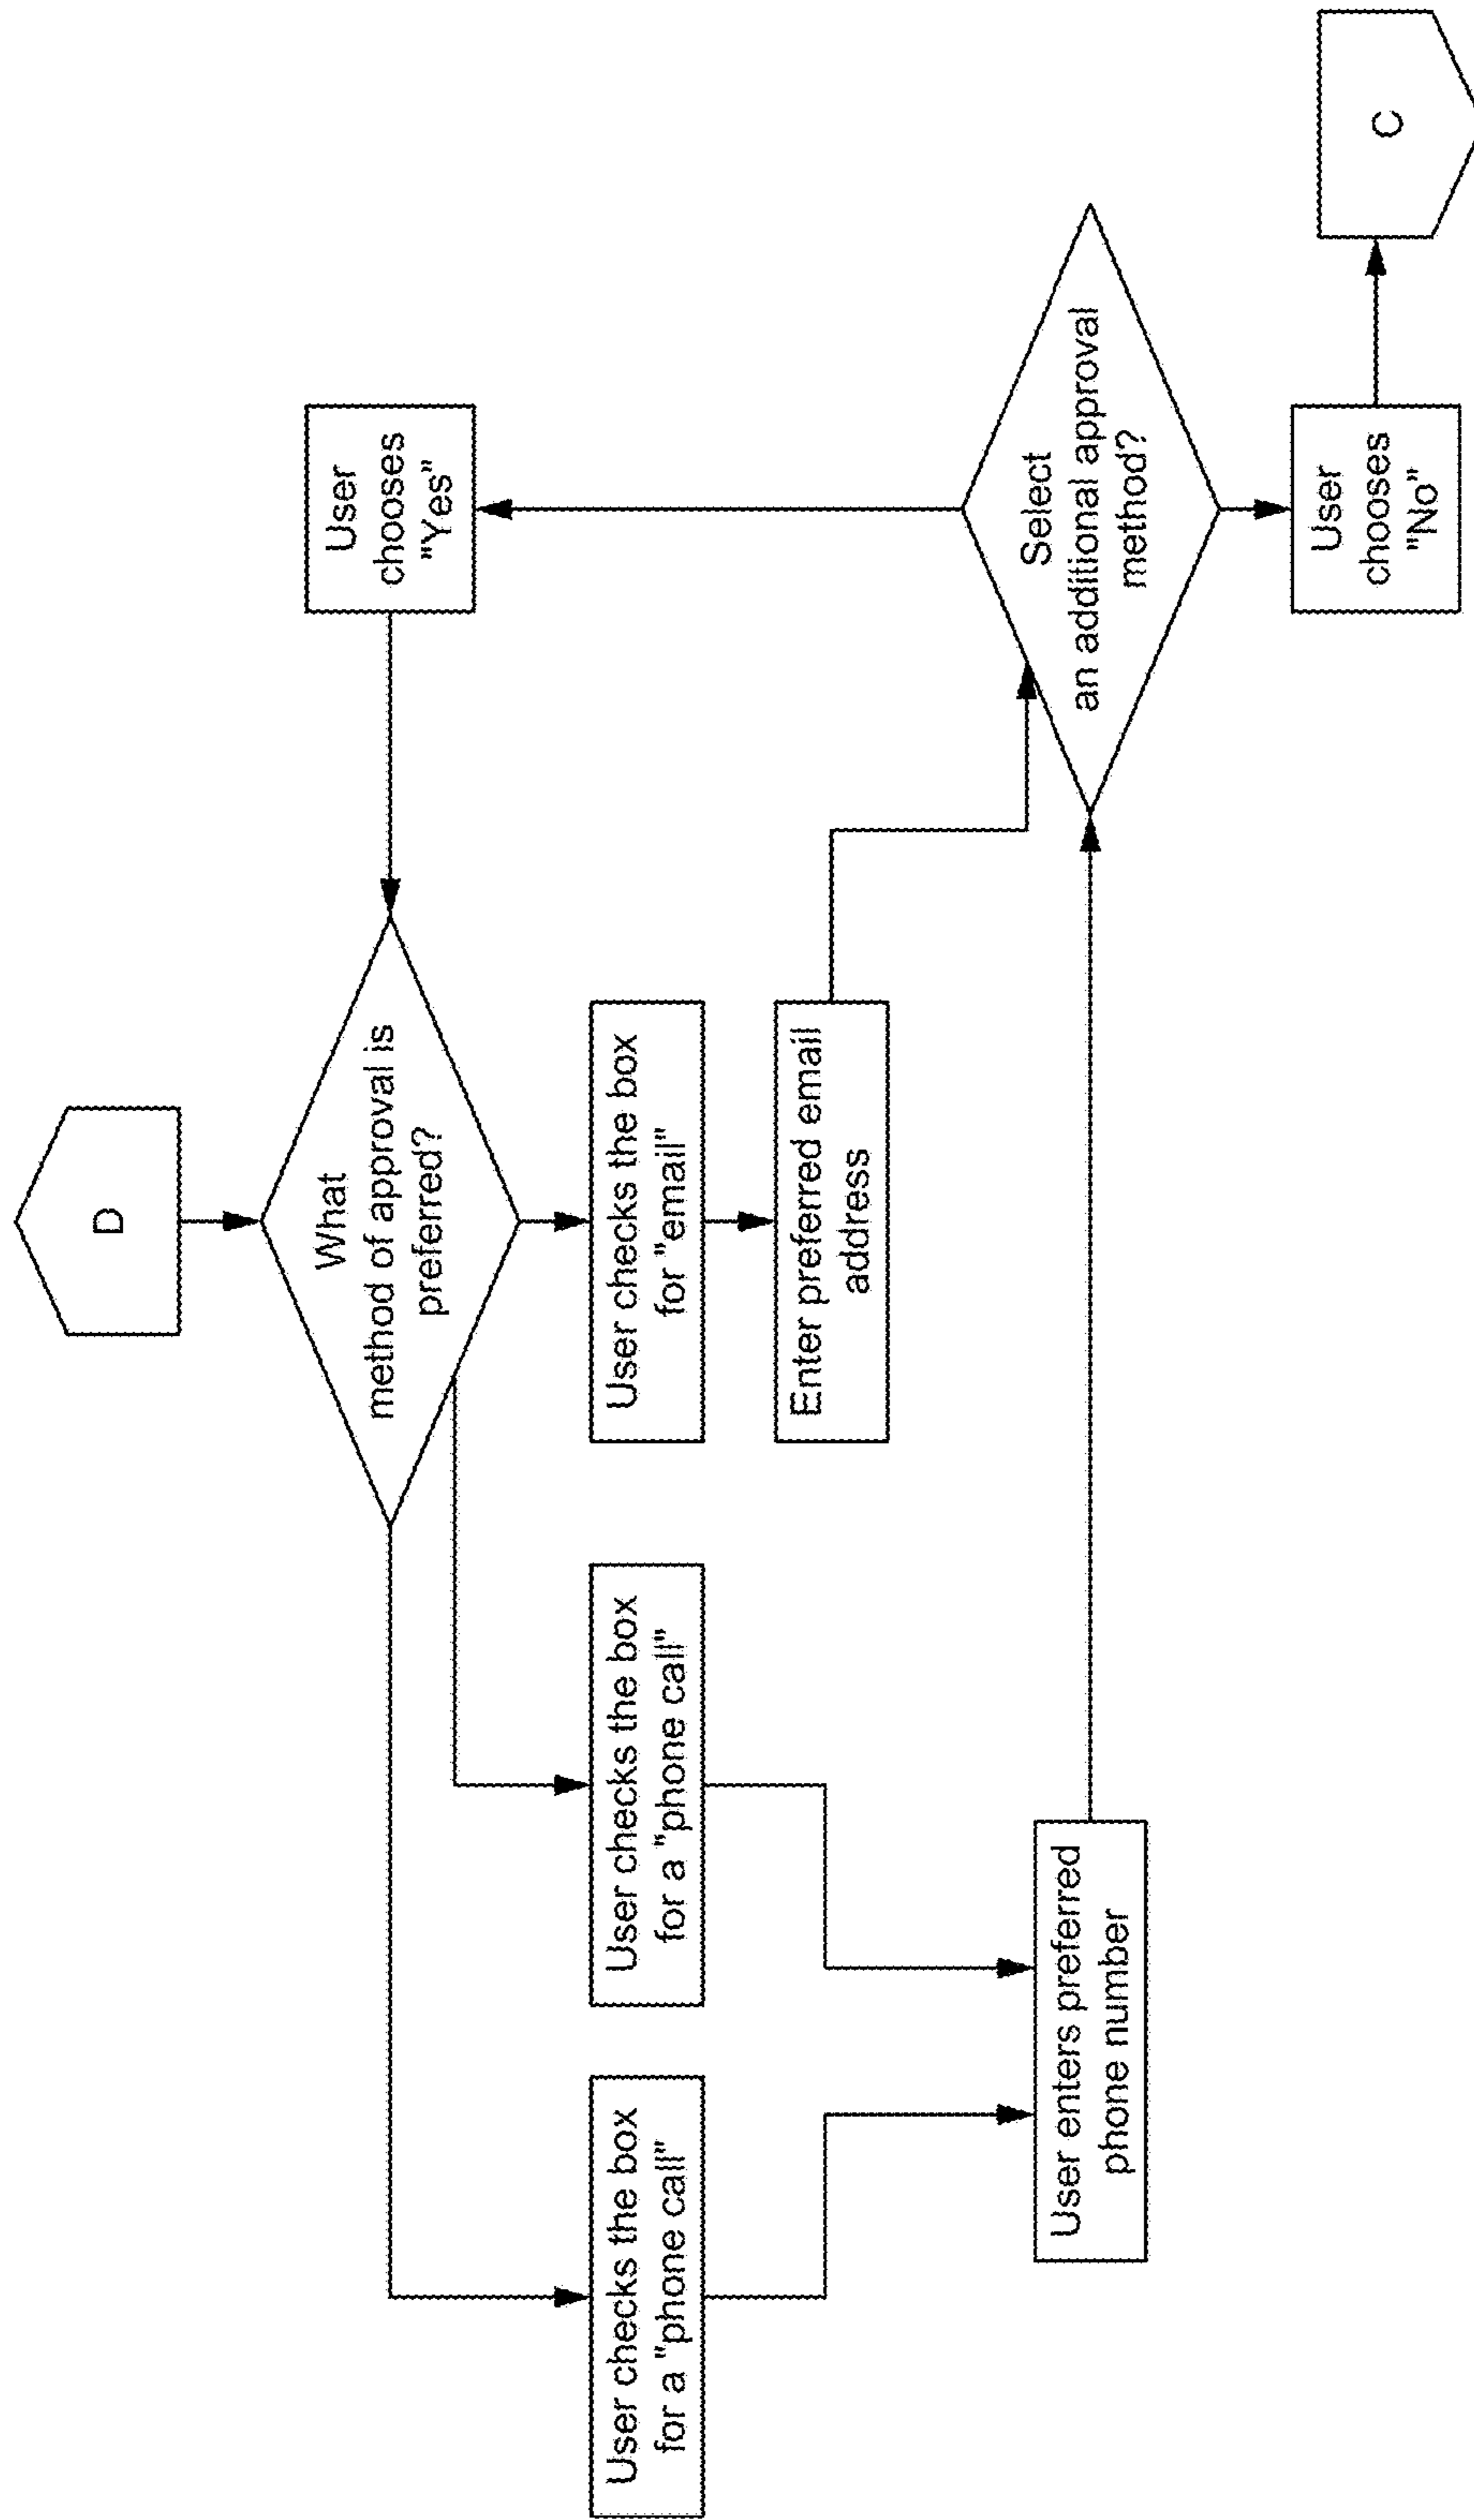 D
What
method of approval is
preferred?
User
chooses
"Yes"
User checks the box
for a "phone call"
User checks the box
for a "phone call"
User checks the box
for "email"
Enter preferred email
address
User enters preferred
phone number
Select
an additional approval
method?
User
chooses
"No"
C